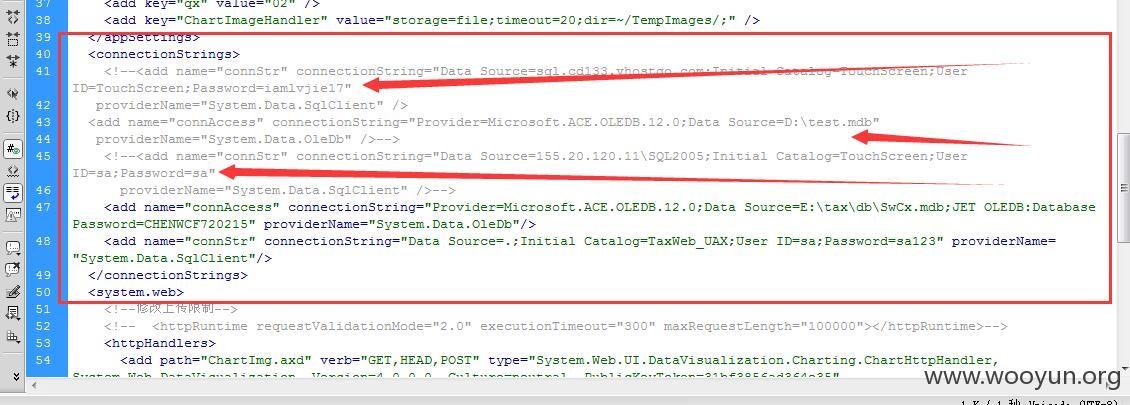 37 <add key="qx" value="02" />
38 <add key="ChartImageHandler" value="storage=file;timeout=20;dir=~/TempImages/;" />
39 </appSettings>
40 <connectionStrings>
41 <!--<add name="connStr" connectionString="Data Source=sql.cd133.vhostgo.com;Initial Catalog=TouchScreen;User
ID=TouchScreen;Password=iamlvjie17"
42 providerName="System.Data.SqlClient" />
43 <add name="connAccess" connectionString="Provider=Microsoft.ACE.OLEDB.12.0;Data Source=D:\test.mdb"
44 providerName="System.Data.OleDb" />-->
45 <!--<add name="connStr" connectionString="Data Source=155.20.120.11\SQL2005;Initial Catalog=TouchScreen;User
ID=sa;Password=sa"
46 providerName="System.Data.SqlClient" />-->
47 <add name="connAccess" connectionString="Provider=Microsoft.ACE.OLEDB.12.0;Data Source=E:\tax\db\SwCx.mdb;JET OLEDB:Database
Password=CHENWCF720215" providerName="System.Data.OleDb"/>
48 <add name="connStr" connectionString="Data Source=.;Initial Catalog=TaxWeb_UAX;User ID=sa;Password=sa123" providerName=
"System.Data.SqlClient"/>
49 </connectionStrings>
50 <system.web>
51 <!--修改上传限制-->
52 <!-- <httpRuntime requestValidationMode="2.0" executionTimeout="300" maxRequestLength="100000"></httpRuntime>-->
53 <httpHandlers>
54 <add path="ChartImg.axd" verb="GET,HEAD,POST" type="System.Web.UI.DataVisualization.Charting.ChartHttpHandler,
System.Web.DataVisualization, Version=4.0.0.0, Culture=neutral, PublicKeyToken=31bf3856ad364e35"
www.wooyun.org